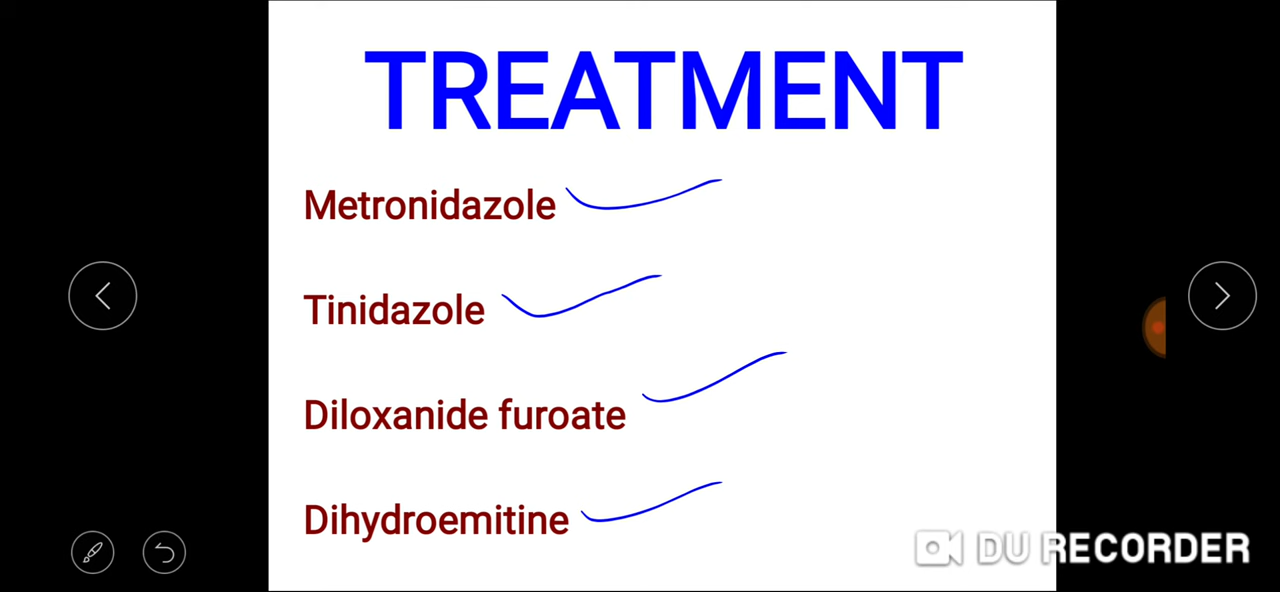 TREATMENT
Metronidazole
Tinidazole
Diloxanide furoate
Dihydroemitine
DU RECORDER